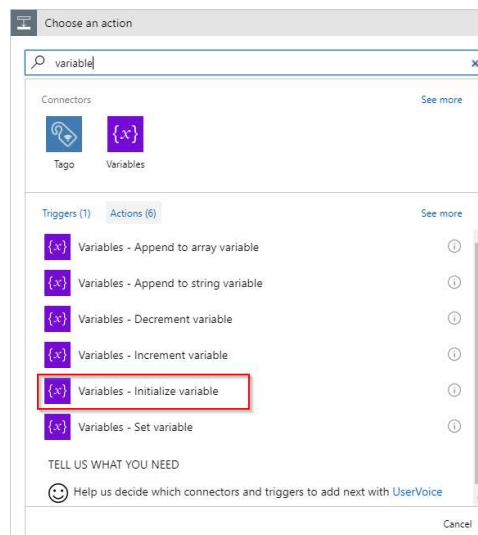 Choose an action
variable
Connectors See more
{x}
Tago Variables
Triggers (1) Actions (6) See more
{x} Variables - Append to array variable
{x} Variables - Append to string variable
{x} Variables - Decrement variable
{x} Variables - Increment variable
{x} Variables - Initialize variable
{x} Variables - Set variable
TELL US WHAT YOU NEED
Help us decide which connectors and triggers to add next with UserVoice
Cancel